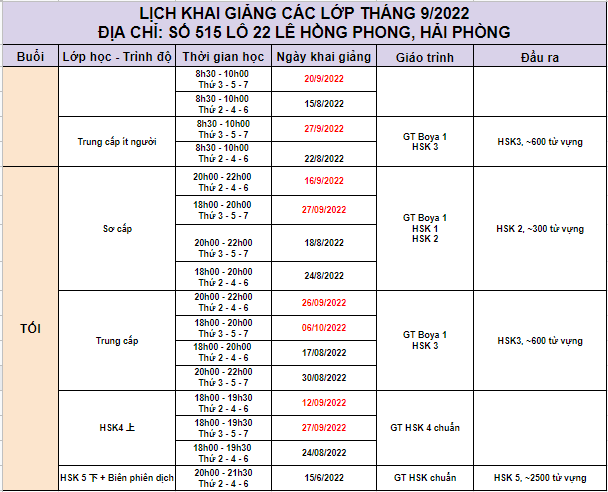 LỊCH KHAI GIẢNG CÁC LỚP THÁNG 9/2022
ĐỊA CHỈ: SỐ 515 LÔ 22 LÊ HỒNG PHONG, HẢI PHÒNG
Buổi Lớp học - Trình độ Thời gian học Ngày khai giảng Giáo trình Đầu ra
8h30 - 10h00
Thứ 3 - 5 - 7
20/9/2022
8h30 - 10h00
Thứ 2 - 4 - 6
15/8/2022
Trung cấp ít người
8h30 - 10h00
Thứ 3 - 5 - 7
27/9/2022
8h30 - 10h00
Thứ 2 - 4 - 6
22/8/2022
GT Boya 1
HSK 3
HSK3, ~600 từ vựng
TỐI
Sơ cấp
20h00 - 22h00
Thứ 2 - 4 - 6
16/9/2022
18h00 - 20h00
Thứ 3 - 5 - 7
27/09/2022
20h00 - 22h00
Thứ 3 - 5 - 7
18/8/2022
18h00 - 20h00
Thứ 2 - 4 - 6
24/8/2022
GT Boya 1
HSK 1
HSK 2
HSK 2, ~300 từ vựng
Trung cấp
20h00 - 22h00
Thứ 2 - 4 - 6
26/09/2022
18h00 - 20h00
Thứ 3 - 5 - 7
06/10/2022
18h00 - 20h00
Thứ 2 - 4 - 6
17/08/2022
20h00 - 22h00
Thứ 3 - 5 - 7
30/08/2022
GT Boya 1
HSK 3
HSK3, ~600 từ vựng
HSK4 上
18h00 - 19h30
Thứ 2 - 4 - 6
12/09/2022
18h00 - 19h30
Thứ 3 - 5 - 7
27/09/2022
18h00 - 19h30
Thứ 2 - 4 - 6
24/08/2022
GT HSK 4 chuẩn
HSK 5 下 + Biên phiên dịch
20h00 - 21h30
Thứ 2 - 4 - 6
15/6/2022
GT HSK chuẩn
HSK 5, ~2500 từ vựng